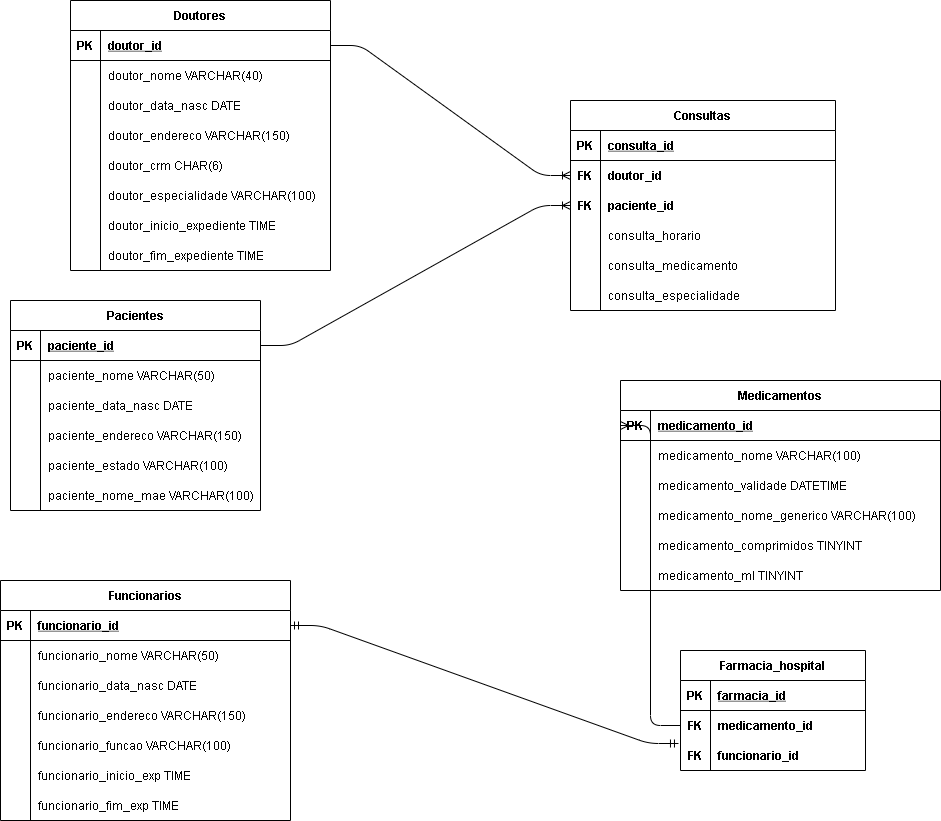 Doutores
PK doutor_id
doutor_nome VARCHAR(40)
doutor_data_nasc DATE
doutor_endereco VARCHAR(150)
doutor_crm CHAR(6)
doutor_especialidade VARCHAR(100)
doutor_inicio_expediente TIME
doutor_fim_expediente TIME
Consultas
PK consulta_id
FK doutor_id
FK paciente_id
consulta_horario
consulta_medicamento
consulta_especialidade
Pacientes
PK paciente_id
paciente_nome VARCHAR(50)
paciente_data_nasc DATE
paciente_endereco VARCHAR(150)
paciente_estado VARCHAR(100)
paciente_nome_mae VARCHAR(100)
Medicamentos
PK medicamento_id
medicamento_nome VARCHAR(100)
medicamento_validade DATETIME
medicamento_nome_generico VARCHAR(100)
medicamento_comprimidos TINYINT
medicamento_ml TINYINT
Funcionarios
PK funcionario_id
funcionario_nome VARCHAR(50)
funcionario_data_nasc DATE
funcionario_endereco VARCHAR(150)
funcionario_funcao VARCHAR(100)
funcionario_inicio_exp TIME
funcionario_fim_exp TIME
Farmacia_hospital
PK farmacia_id
FK medicamento_id
FK funcionario_id